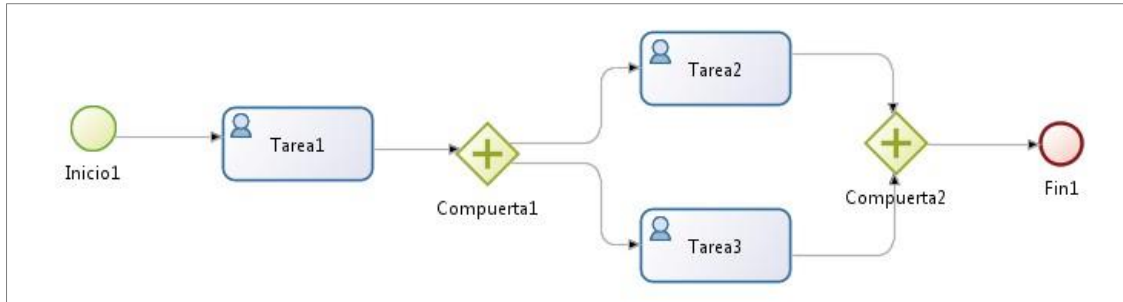 Inicio1
Tarea1
Compuerta1
Tarea2
Tarea3
Compuerta2
Fin1